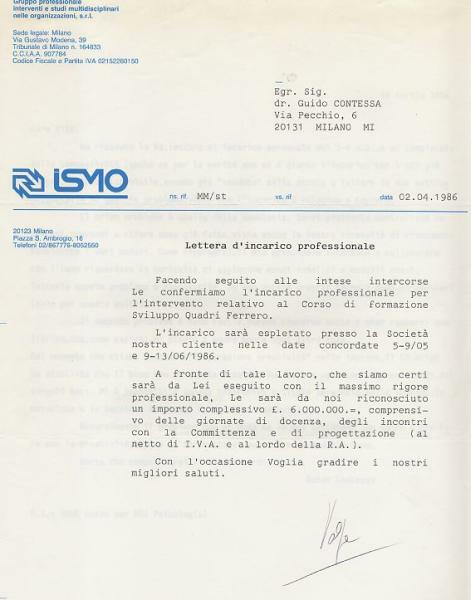 Gruppo professionale
interventi e studi multidisciplinari
nelle organizzazioni, s.r.l.
Sede legale: Milano
Via Gustavo Modena, 39
Tribunale di Milano n. 164833
C.C.I.A.A. 907784
Codice Fiscale e Partita IVA 02152260150
Egr. Sig.
dr. Guido CONTESSA
Via Pecchio, 6
20131 MILANO MI
iSMO
ns. rif. MM/st vs. rif. data 02.04.1986
20123 Milano
Piazza S. Ambrogio, 16
Telefoni 02/867778-8052550
Lettera d'incarico professionale
Facendo seguito alle intese intercorse
Le confermiamo l'incarico professionale per
l'intervento relativo al Corso di formazione
Sviluppo Quadri Ferrero.
L'incarico sarà espletato presso la Società
nostra cliente nelle date concordate 5-9/05
e 9-13/06/1986.
A fronte di tale lavoro, che siamo certi
sarà da Lei eseguito con il massimo rigore
professionale, Le sarà da noi riconosciuto
un importo complessivo £. 6.000.000.=, comprensi-
vo delle giornate di docenza, degli incontri
con la Committenza e di progettazione (al
netto di I.V.A. e al lordo della R.A.).
Con l'occasione Voglia gradire i nostri
migliori saluti.